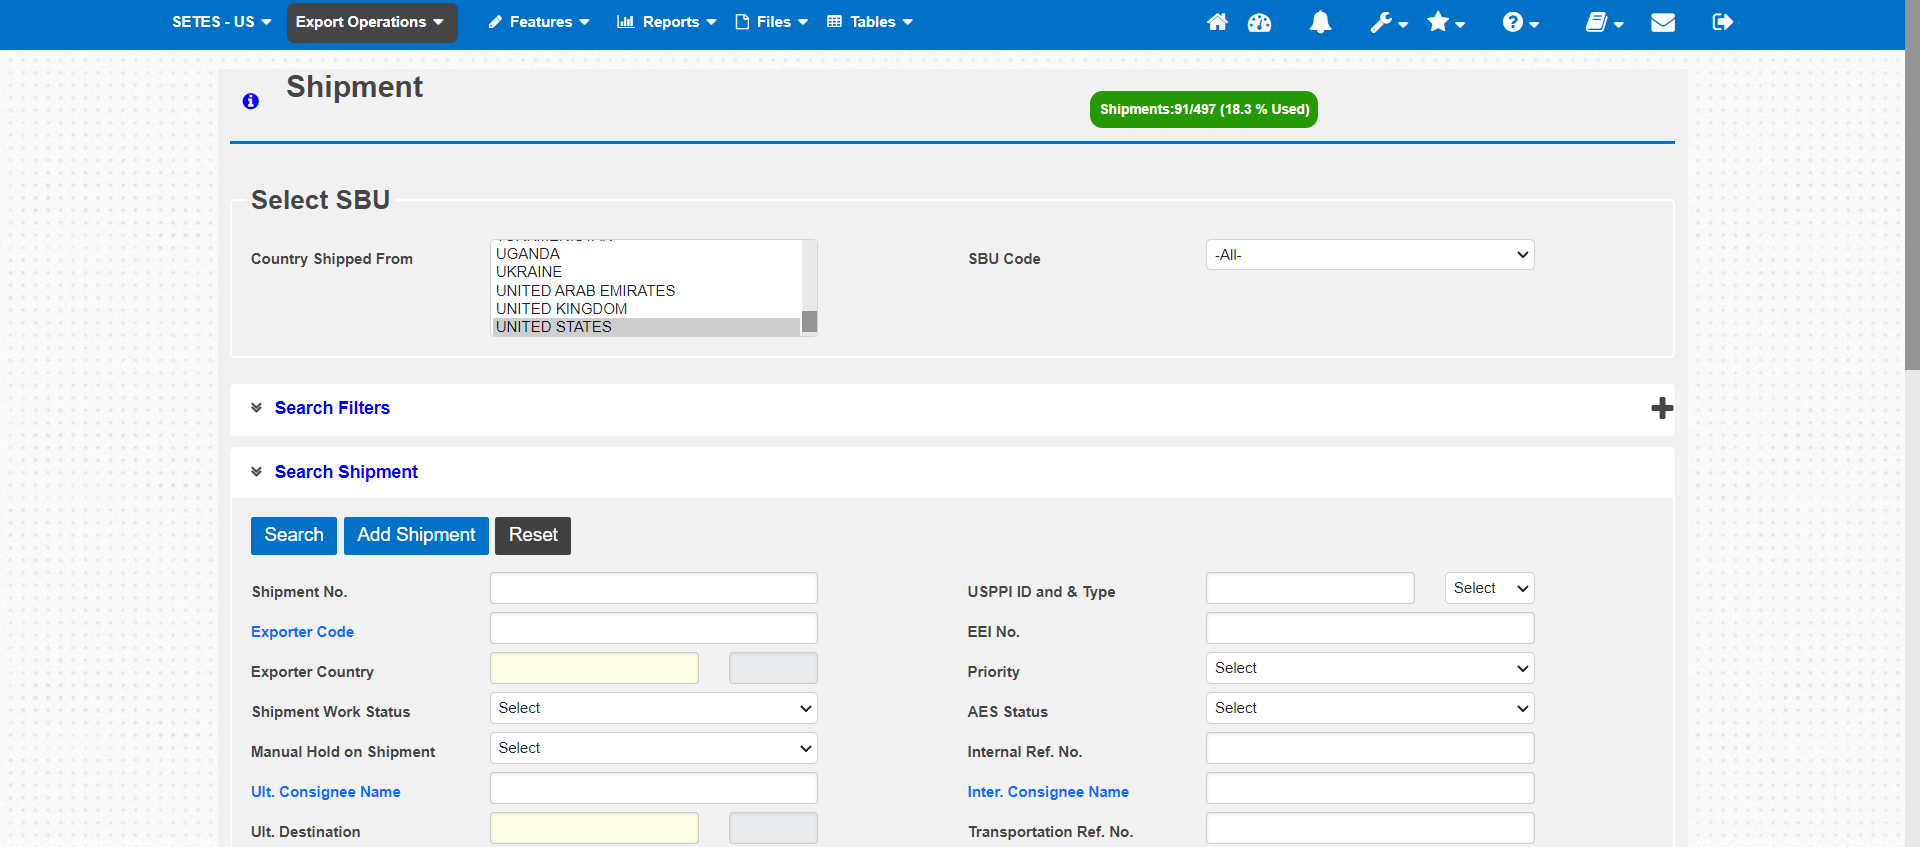 SETES - US Export Operations Features Reports Files Tables
Shipment
Shipments:91/497 (18.3 % Used)
Select SBU
Country Shipped From
UGANDA
UKRAINE
UNITED ARAB EMIRATES
UNITED KINGDOM
UNITED STATES
SBU Code -All-
Search Filters
Search Shipment
Search Add Shipment Reset
Shipment No. USPPI ID and & Type Select
Exporter Code EEI No.
Exporter Country Priority Select
Shipment Work Status Select AES Status Select
Manual Hold on Shipment Select Internal Ref. No.
Ult. Consignee Name Inter. Consignee Name
Ult. Destination Transportation Ref. No.